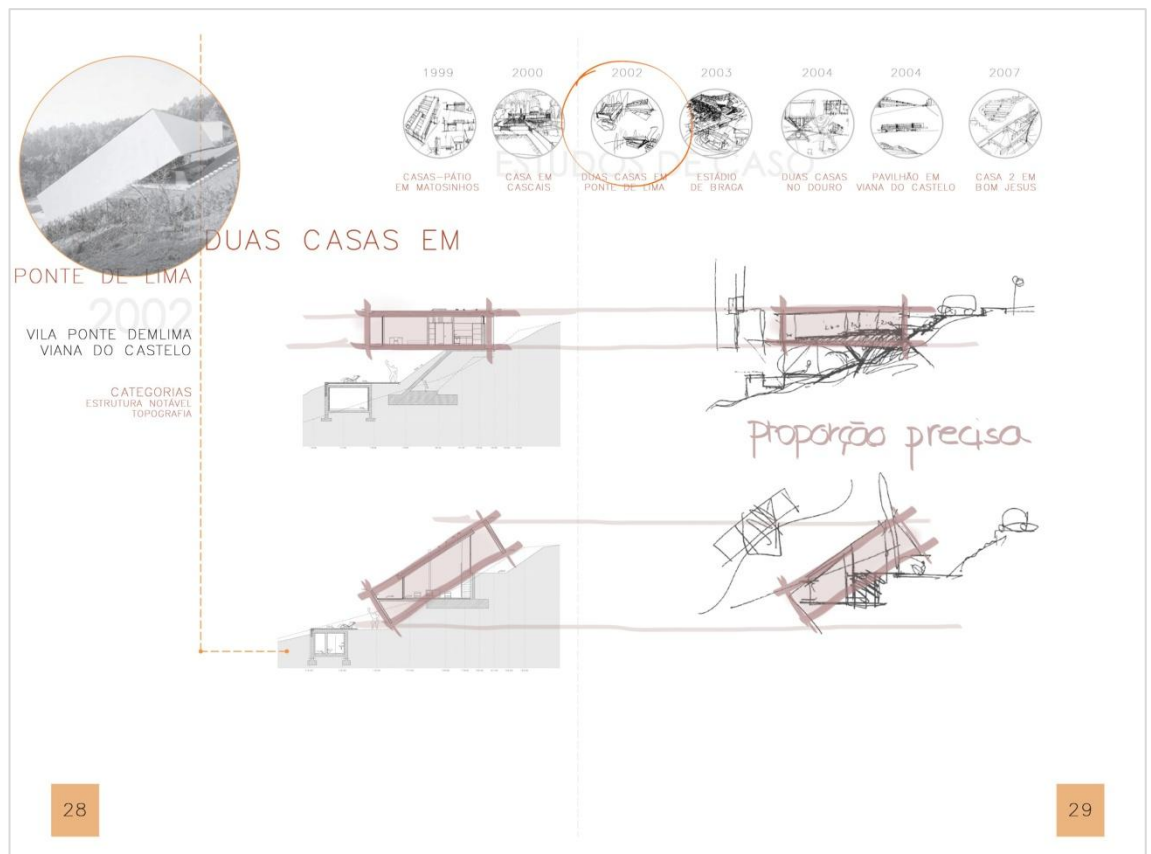 1999
2000
2002
2003
2004
2004
2007
ESTUDOS DE CASO
CASAS-PÁTIO
EM MATOSINHOS
CASA EM
CASCAIS
DUAS CASAS EM
PONTE DE LIMA
ESTÁDIO
DE BRAGA
DUAS CASAS
NO DOURO
PAVILHÃO EM
VIANA DO CASTELO
CASA 2 EM
BOM JESUS
DUAS CASAS EM
PONTE DE LIMA
2002
VILA PONTE DEMLIMA
VIANA DO CASTELO
CATEGORIAS
ESTRUTURA NOTÁVEL
TOPOGRAFIA
proporção precisa
28
29